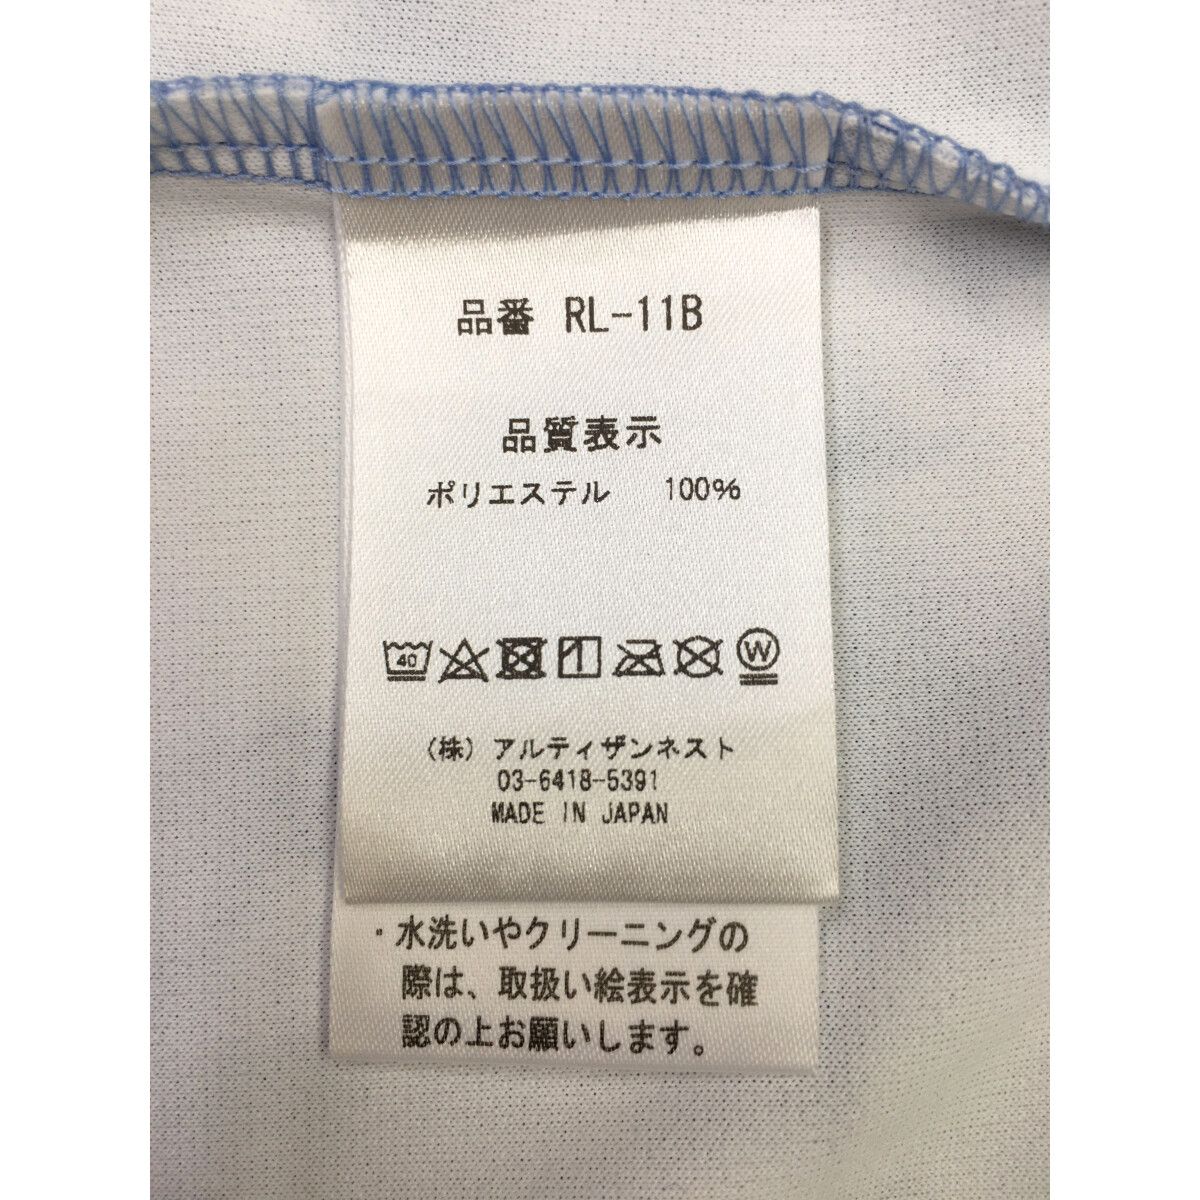 品番 RL-11B
品質表示
ポリエステル 100%
40 W
(株) アルティザンネスト
03-6418-5391
MADE IN JAPAN
・水洗いやクリーニングの
際は、取扱い絵表示を確
認の上お願いします。